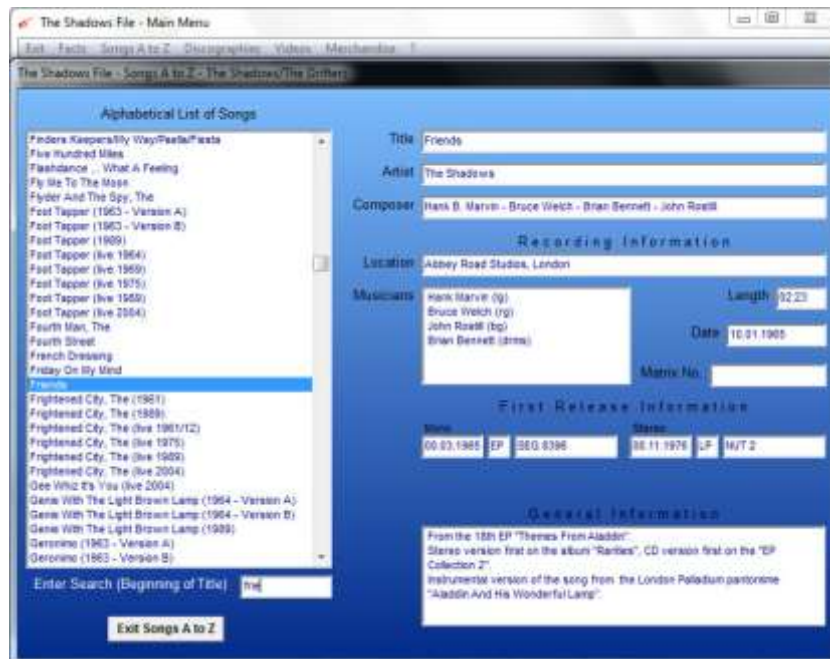 The Shadows File - Main Menu
Exit Facts Songs A to Z Discographies Videos Merchandise ?
The Shadows File - Songs A to Z - The Shadows/The Drifters
Alphabetical List of Songs
Finders Keepers/My Way/Paella/Fiesta
Five Hundred Miles
Flashdance ... What A Feeling
Fly Me To The Moon
Flyder And The Spy, The
Foot Tapper (1963 - Version A)
Foot Tapper (1963 - Version B)
Foot Tapper (1989)
Foot Tapper (live 1964)
Foot Tapper (live 1969)
Foot Tapper (live 1975)
Foot Tapper (live 1989)
Foot Tapper (live 2004)
Fourth Man, The
Fourth Street
French Dressing
Friday On My Mind
Friends
Frightened City, The (1961)
Frightened City, The (1989)
Frightened City, The (live 1961/12)
Frightened City, The (live 1975)
Frightened City, The (live 1989)
Frightened City, The (live 2004)
Gee Whiz It's You (live 2004)
Genie With The Light Brown Lamp (1964 - Version A)
Genie With The Light Brown Lamp (1964 - Version B)
Genie With The Light Brown Lamp (1989)
Geronimo (1963 - Version A)
Geronimo (1963 - Version B)
Enter Search (Beginning of Title) frie
Exit Songs A to Z
Title Friends
Artist The Shadows
Composer Hank B. Marvin - Bruce Welch - Brian Bennett - John Rostill
Recording Information
Location Abbey Road Studios, London
Musicians Hank Marvin (lg)
Bruce Welch (rg)
John Rostill (bg)
Brian Bennett (drms)
Length 02:23
Date 10.01.1965
Matrix No.
First Release Information
Mono
00.03.1965 EP SEG 8396
Stereo
00.11.1976 LP NUT 2
General Information
From the 18th EP "Themes From Aladdin".
Stereo version first on the album "Rarities", CD version first on the "EP
Collection 2".
Instrumental version of the song from the London Palladium pantomime
"Aladdin And His Wonderful Lamp".